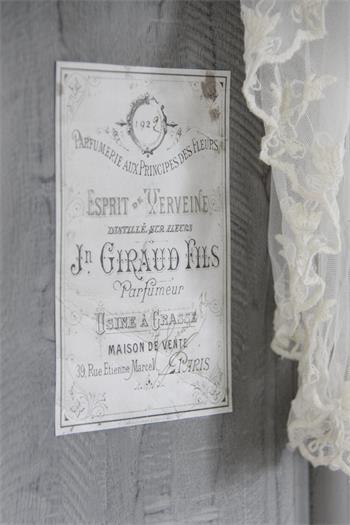 1922
PARFUMERIE AUX PRINCIPES DES FLEURS
ESPRIT DE VERVEINE
DISTILLÉ SUR FLEURS
Jn GIRAUD FILS
Parfumeur
USINE À GRASSE
MAISON DE VENTE
39, Rue Etienne Marcel, PARIS